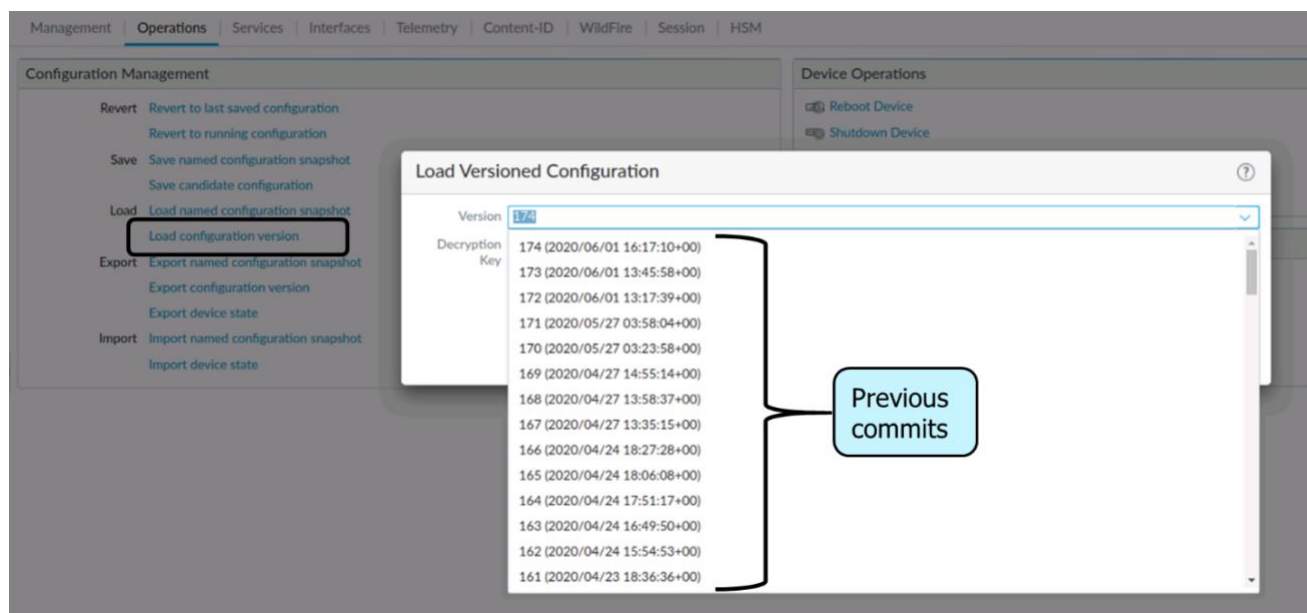 Management | Operations | Services | Interfaces | Telemetry | Content-ID | WildFire | Session | HSM
Configuration Management
Revert Revert to last saved configuration
Revert to running configuration
Save Save named configuration snapshot
Save candidate configuration
Load Load named configuration snapshot
Load configuration version
Export Export named configuration snapshot
Export configuration version
Export device state
Import Import named configuration snapshot
Import device state
Device Operations
Reboot Device
Shutdown Device
Load Versioned Configuration
Version 174
Decryption
Key
174 (2020/06/01 16:17:10+00)
173 (2020/06/01 13:45:58+00)
172 (2020/06/01 13:17:39+00)
171 (2020/05/27 03:58:04+00)
170 (2020/05/27 03:23:58+00)
169 (2020/04/27 14:55:14+00)
168 (2020/04/27 13:58:37+00)
167 (2020/04/27 13:35:15+00)
166 (2020/04/24 18:27:28+00)
165 (2020/04/24 18:06:08+00)
164 (2020/04/24 17:51:17+00)
163 (2020/04/24 16:49:50+00)
162 (2020/04/24 15:54:53+00)
161 (2020/04/23 18:36:36+00)
Previous
commits